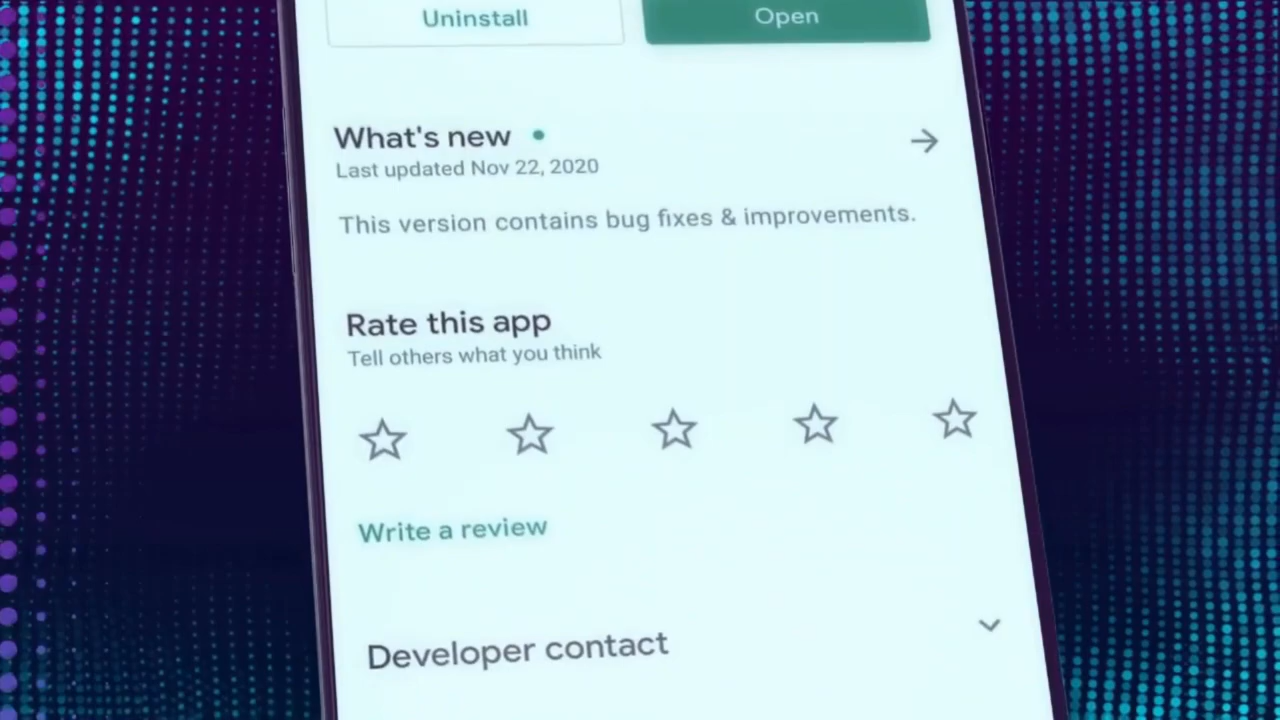 Uninstall
Open
What's new
Last updated Nov 22, 2020
This version contains bug fixes & improvements.
Rate this app
Tell others what you think
Write a review
Developer contact